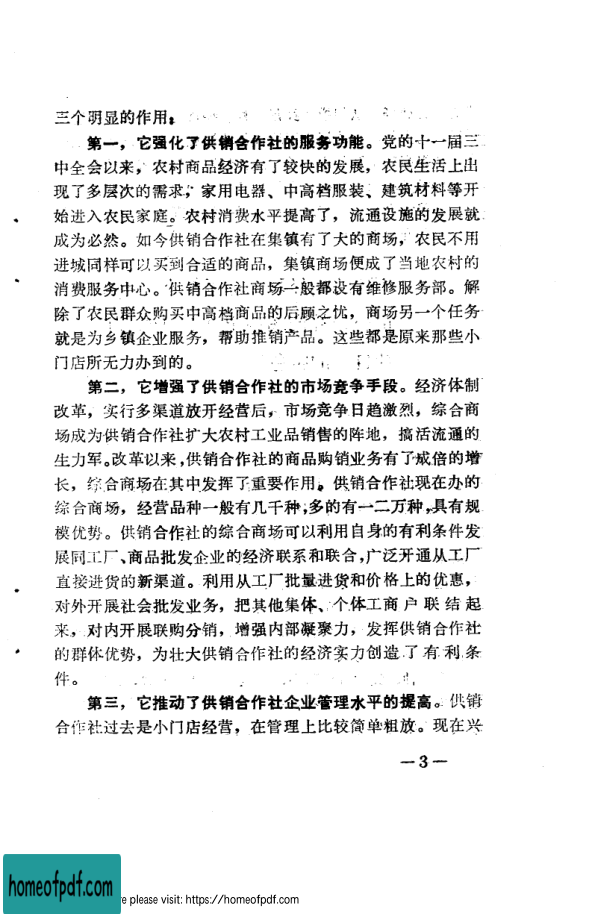 三个明显的作用：
第一，它强化了供销合作社的服务功能。党的十一届三
中全会以来，农村商品经济有了较快的发展，农民生活上出
现了多层次的需求；家用电器、中高档服装、建筑材料等开
始进入农民家庭。农村消费水平提高了，流通设施的发展就
成为必然。如今供销合作社在集镇有了大的商场，农民不用
进城同样可以买到合适的商品，集镇商场便成了当地农村的
消费服务中心。供销合作社商场一般都设有维修服务部。解
除了农民群众购买中高档商品的后顾之忧，商场另一个任务
就是为乡镇企业服务，帮助推销产品。这些都是原来那些小
门店所无力办到的。
第二，它增强了供销合作社的市场竞争手段。经济体制
改革，实行多渠道放开经营后，市场竞争日趋激烈，综合商
场成为供销合作社扩大农村工业品销售的阵地，搞活流通的
生力军。改革以来，供销合作社的商品购销业务有了成倍的增
长，综合商场在其中发挥了重要作用。供销合作社现在办的
综合商场，经营品种一般有几千种，多的有一二万种，具有规
模优势。供销合作社的综合商场可以利用自身的有利条件发
展同工厂、商品批发企业的经济联系和联合，广泛开通从工厂
直接进货的新渠道。利用从工厂批量进货和价格上的优惠，
对外开展社会批发业务，把其他集体、个体工商户联结起
来，对内开展联购分销，增强内部凝聚力，发挥供销合作社
的群体优势，为壮大供销合作社的经济实力创造了有利条
件。
第三，它推动了供销合作社企业管理水平的提高。供销
合作社过去是小门店经营，在管理上比较简单粗放。现在兴
—3—
homeofpdf.com
re please visit: https://homeofpdf.com